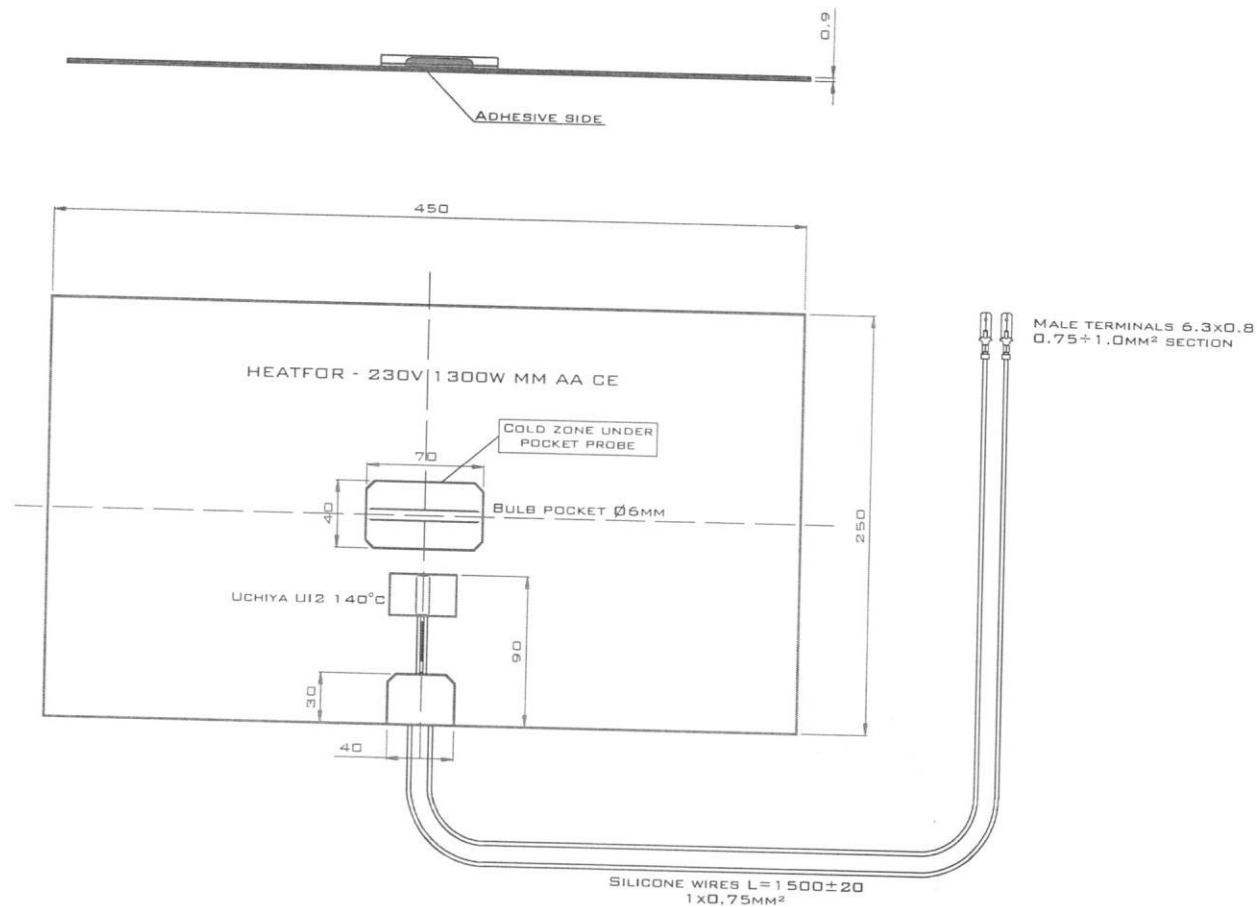 0.9
ADHESIVE SIDE
450
MALE TERMINALS 6.3x0.8
0.75÷1.0MM² SECTION
HEATFOR - 230V 1300W MM AA CE
COLD ZONE UNDER
POCKET PROBE
70
40
BULB POCKET Ø6MM
250
UCHIYA UI2 140°C
90
30
40
SILICONE WIRES L=1500±20
1x0.75MM²